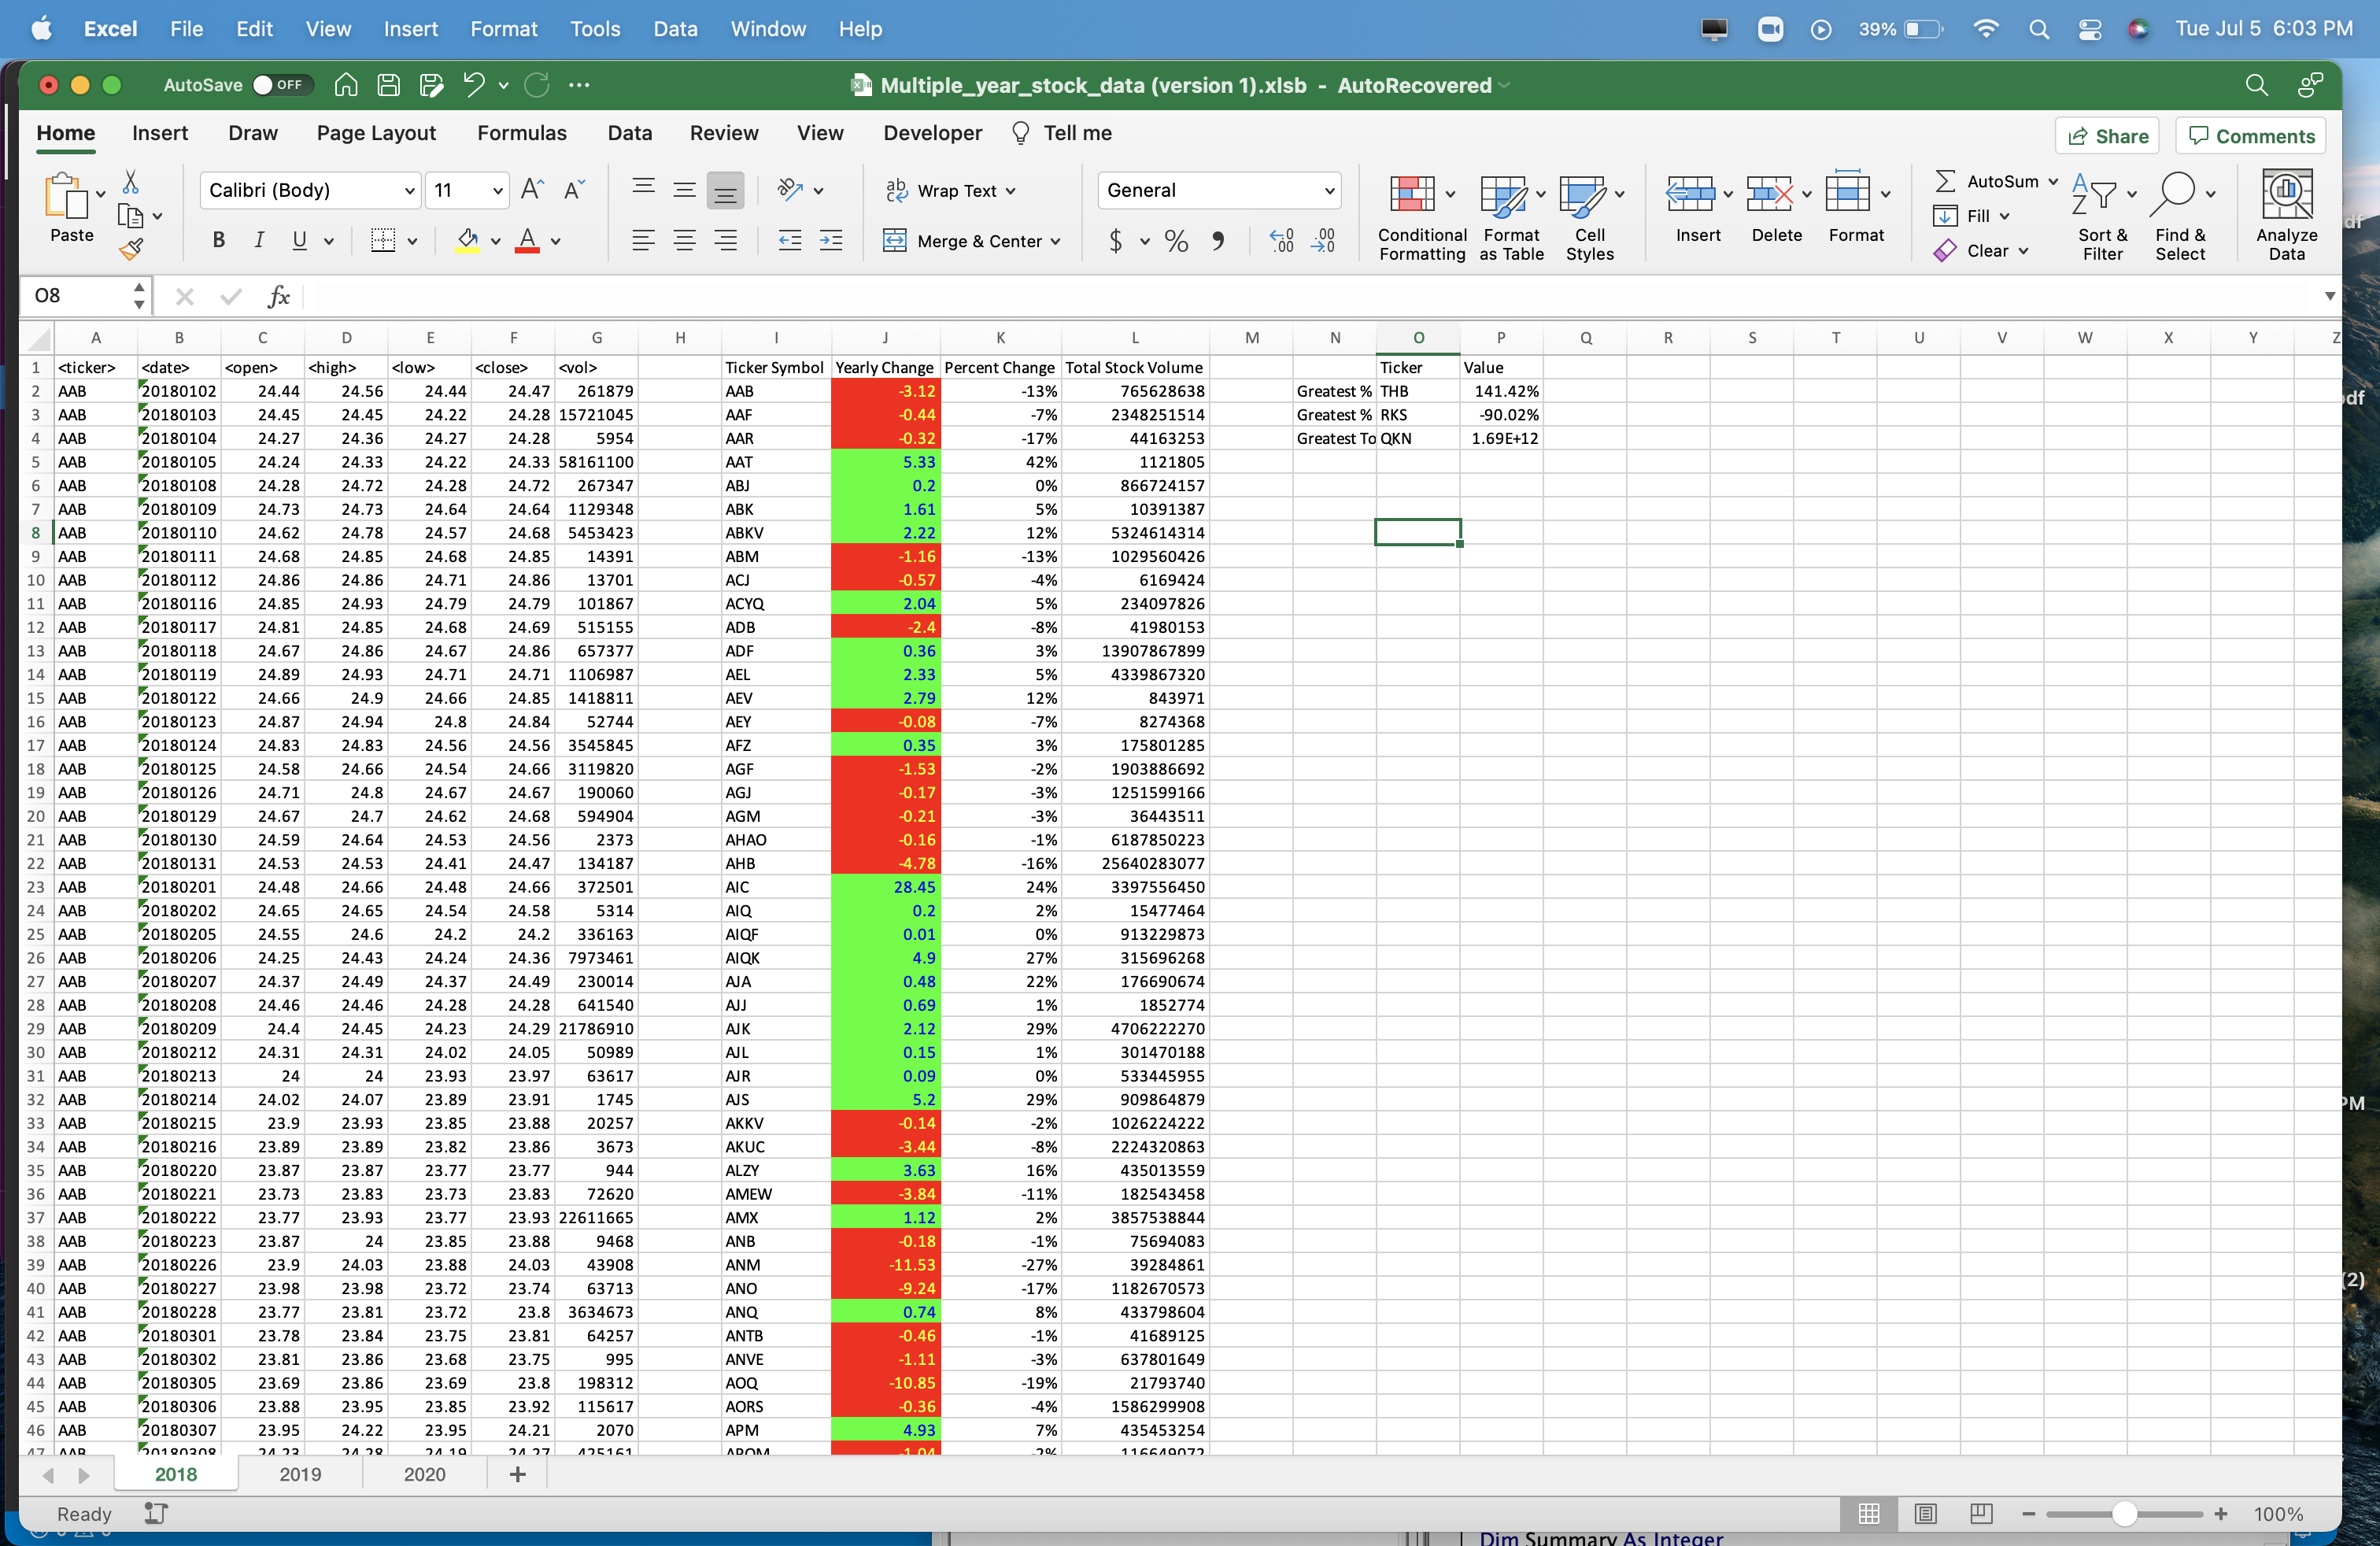 Excel File Edit View Insert Format Tools Data Window Help 39% Tue Jul 5 6:03 PM
AutoSave OFF Multiple_year_stock_data (version 1).xlsb - AutoRecovered
Home Insert Draw Page Layout Formulas Data Review View Developer Tell me Share Comments
Paste Calibri (Body) 11 Wrap Text General Conditional Formatting Format as Table Cell Styles Insert Delete Format AutoSum Sort & Filter Find & Select Analyze Data
B I U Merge & Center $ % Fill Clear
O8 fx
A B C D E F G H I J K L M N O P Q R S T U V W X Y Z
1 <ticker> <date> <open> <high> <low> <close> <vol> Ticker Symbol Yearly Change Percent Change Total Stock Volume Ticker Value
2 AAB 20180102 24.44 24.56 24.44 24.47 261879 AAB -3.12 -13% 765628638 Greatest % THB 141.42%
3 AAB 20180103 24.45 24.45 24.22 24.28 15721045 AAF -0.44 -7% 2348251514 Greatest % RKS -90.02%
4 AAB 20180104 24.27 24.36 24.27 24.28 5954 AAR -0.32 -17% 44163253 Greatest To QKN 1.69E+12
5 AAB 20180105 24.24 24.33 24.22 24.33 58161100 AAT 5.33 42% 1121805
6 AAB 20180108 24.28 24.72 24.28 24.72 267347 ABJ 0.2 0% 866724157
7 AAB 20180109 24.73 24.73 24.64 24.64 1129348 ABK 1.61 5% 10391387
8 AAB 20180110 24.62 24.78 24.57 24.68 5453423 ABKV 2.22 12% 5324614314
9 AAB 20180111 24.68 24.85 24.68 24.85 14391 ABM -1.16 -13% 1029560426
10 AAB 20180112 24.86 24.86 24.71 24.86 13701 ACJ -0.57 -4% 6169424
11 AAB 20180116 24.85 24.93 24.79 24.79 101867 ACYQ 2.04 5% 234097826
12 AAB 20180117 24.81 24.85 24.68 24.69 515155 ADB -2.4 -8% 41980153
13 AAB 20180118 24.67 24.86 24.67 24.86 657377 ADF 0.36 3% 13907867899
14 AAB 20180119 24.89 24.93 24.71 24.71 1106987 AEL 2.33 5% 4339867320
15 AAB 20180122 24.66 24.9 24.66 24.85 1418811 AEV 2.79 12% 843971
16 AAB 20180123 24.87 24.94 24.8 24.84 52744 AEY -0.08 -7% 8274368
17 AAB 20180124 24.83 24.83 24.56 24.56 3545845 AFZ 0.35 3% 175801285
18 AAB 20180125 24.58 24.66 24.54 24.66 3119820 AGF -1.53 -2% 1903886692
19 AAB 20180126 24.71 24.8 24.67 24.67 190060 AGJ -0.17 -3% 1251599166
20 AAB 20180129 24.67 24.7 24.62 24.68 594904 AGM -0.21 -3% 36443511
21 AAB 20180130 24.59 24.64 24.53 24.56 2373 AHAO -0.16 -1% 6187850223
22 AAB 20180131 24.53 24.53 24.41 24.47 134187 AHB -4.78 -16% 25640283077
23 AAB 20180201 24.48 24.66 24.48 24.66 372501 AIC 28.45 24% 3397556450
24 AAB 20180202 24.65 24.65 24.54 24.58 5314 AIQ 0.2 2% 15477464
25 AAB 20180205 24.55 24.6 24.2 24.2 336163 AIQF 0.01 0% 913229873
26 AAB 20180206 24.25 24.43 24.24 24.36 7973461 AIQK 4.9 27% 315696268
27 AAB 20180207 24.37 24.49 24.37 24.49 230014 AJA 0.48 22% 176690674
28 AAB 20180208 24.46 24.46 24.28 24.28 641540 AJJ 0.69 1% 1852774
29 AAB 20180209 24.4 24.45 24.23 24.29 21786910 AJK 2.12 29% 4706222270
30 AAB 20180212 24.31 24.31 24.02 24.05 50989 AJL 0.15 1% 301470188
31 AAB 20180213 24 24 23.93 23.97 63617 AJR 0.09 0% 533445955
32 AAB 20180214 24.02 24.07 23.89 23.91 1745 AJS 5.2 29% 909864879
33 AAB 20180215 23.9 23.93 23.85 23.88 20257 AKKV -0.14 -2% 1026224222
34 AAB 20180216 23.89 23.89 23.82 23.86 3673 AKUC -3.44 -8% 2224320863
35 AAB 20180220 23.87 23.87 23.77 23.77 944 ALZY 3.63 16% 435013559
36 AAB 20180221 23.73 23.83 23.73 23.83 72620 AMEW -3.84 -11% 182543458
37 AAB 20180222 23.77 23.93 23.77 23.93 22611665 AMX 1.12 2% 3857538844
38 AAB 20180223 23.87 24 23.85 23.88 9468 ANB -0.18 -1% 75694083
39 AAB 20180226 23.9 24.03 23.88 24.03 43908 ANM -11.53 -27% 39284861
40 AAB 20180227 23.98 23.98 23.72 23.74 63713 ANO -9.24 -17% 1182670573
41 AAB 20180228 23.77 23.81 23.72 23.8 3634673 ANQ 0.74 8% 433798604
42 AAB 20180301 23.78 23.84 23.75 23.81 64257 ANTB -0.46 -1% 41689125
43 AAB 20180302 23.81 23.86 23.68 23.75 995 ANVE -1.11 -3% 637801649
44 AAB 20180305 23.69 23.86 23.69 23.8 198312 AOQ -10.85 -19% 21793740
45 AAB 20180306 23.88 23.95 23.85 23.92 115617 AORS -0.36 -4% 1586299908
46 AAB 20180307 23.95 24.22 23.95 24.21 2070 APM 4.93 7% 435453254
47 AAB 20180308 24.23 24.28 24.19 24.27 425161 -1.04 -2% 116649072
2018 2019 2020 +
Ready 100%
Dim Summary As Integer